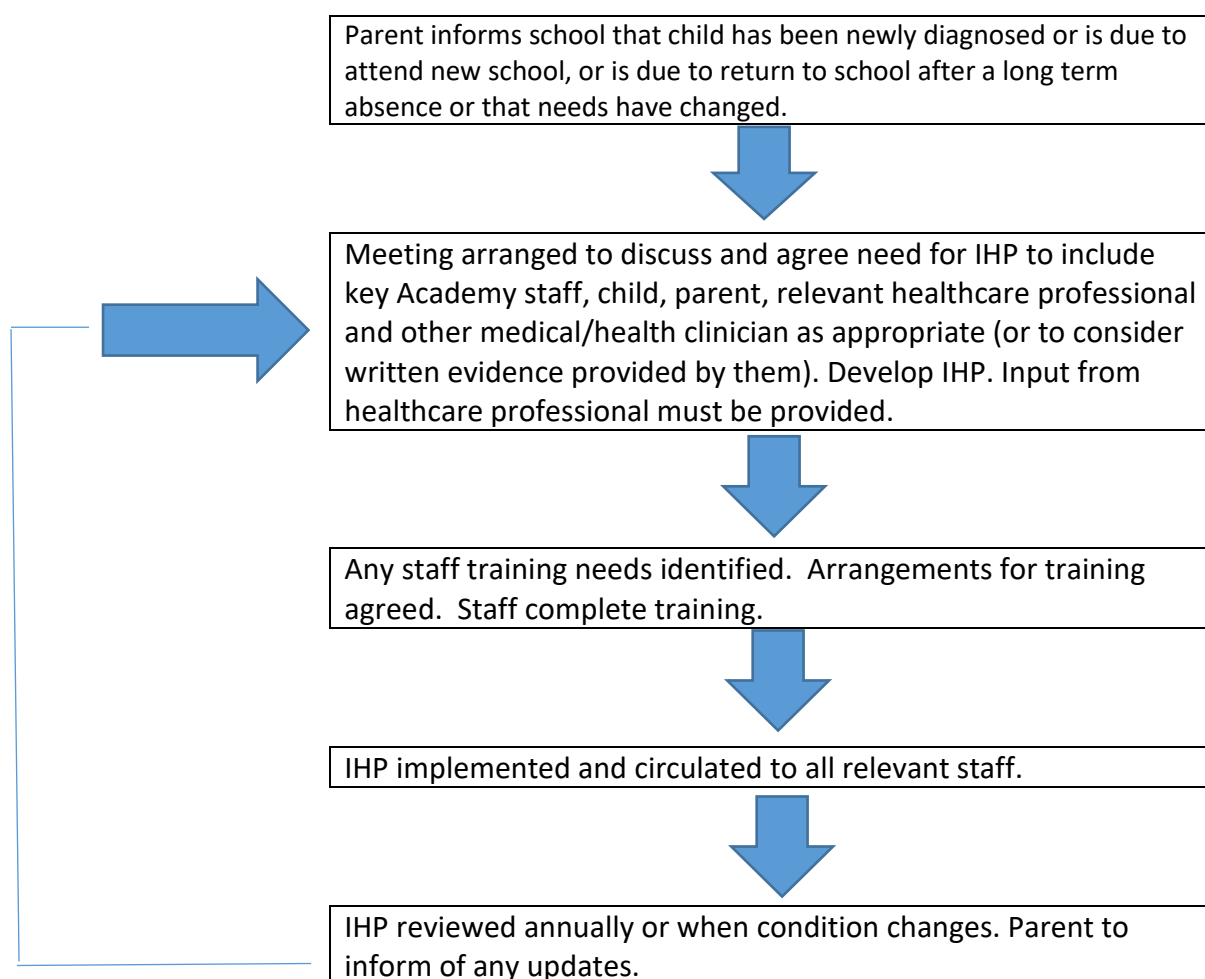 Parent informs school that child has been newly diagnosed or is due to
attend new school, or is due to return to school after a long term
absence or that needs have changed.
Meeting arranged to discuss and agree need for IHP to include
key Academy staff, child, parent, relevant healthcare professional
and other medical/health clinician as appropriate (or to consider
written evidence provided by them). Develop IHP. Input from
healthcare professional must be provided.
Any staff training needs identified.  Arrangements for training
agreed.  Staff complete training.
IHP implemented and circulated to all relevant staff.
IHP reviewed annually or when condition changes. Parent to
inform of any updates.